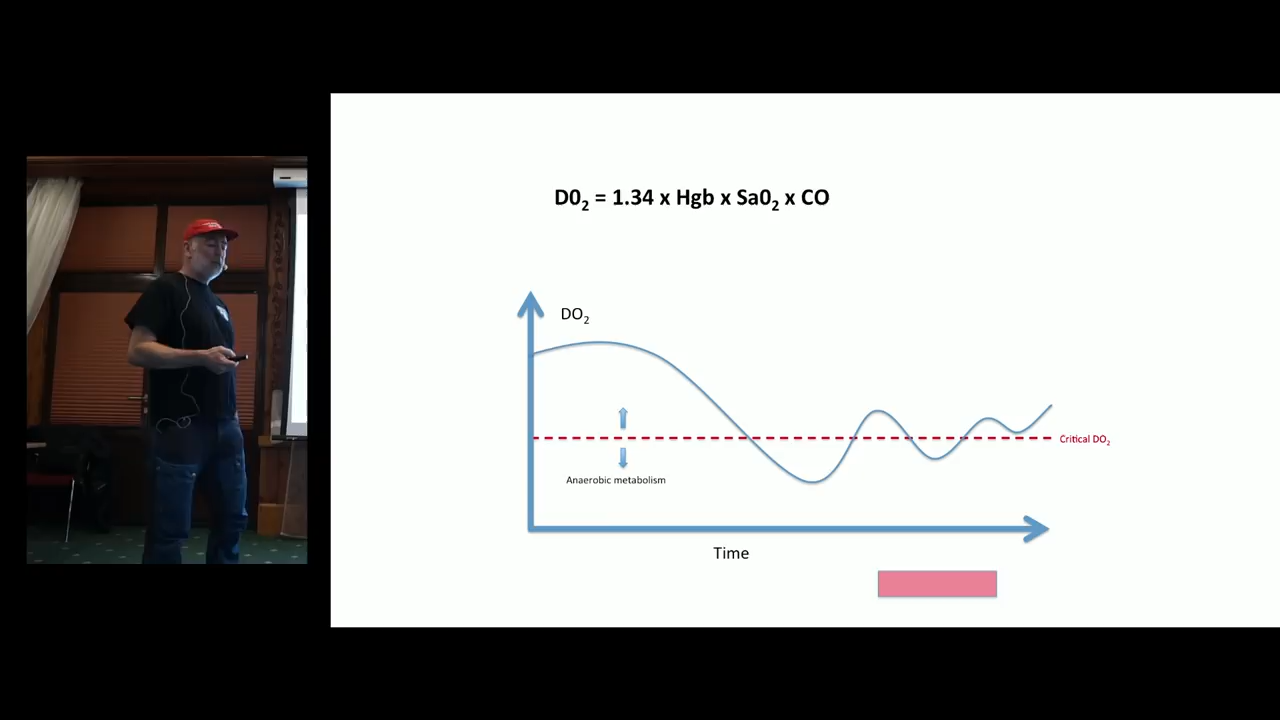 D0₂ = 1.34 x Hgb x Sa0₂ x CO
DO₂
Critical DO₂
Anaerobic metabolism
Time